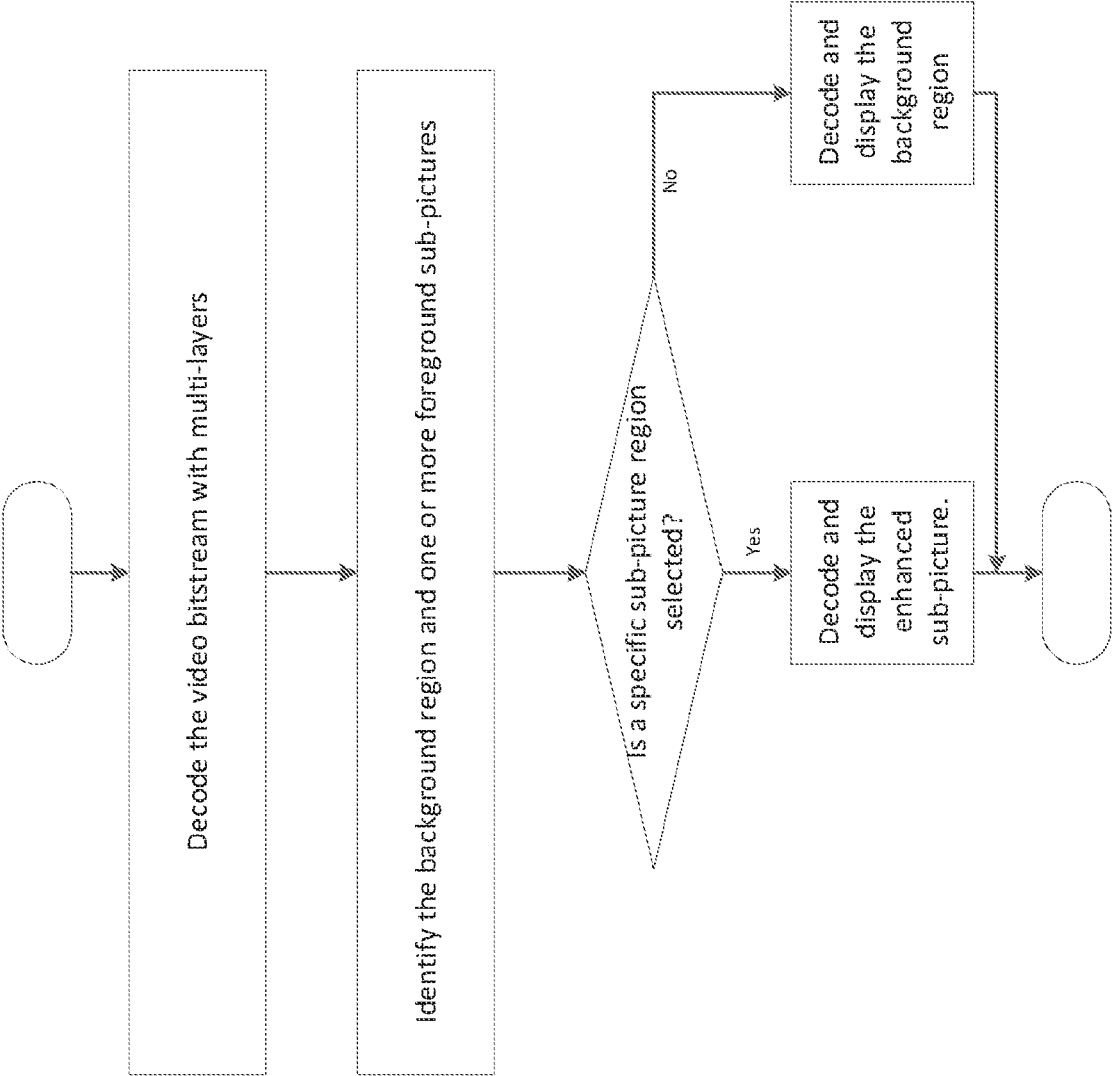 Decode the video bitstream with multi-layers
Identify the background region and one or more foreground sub-pictures
Is a specific sub-picture region
selected?
No
Yes
Decode and
display the
background
region
Decode and
display the
enhanced
sub-picture.